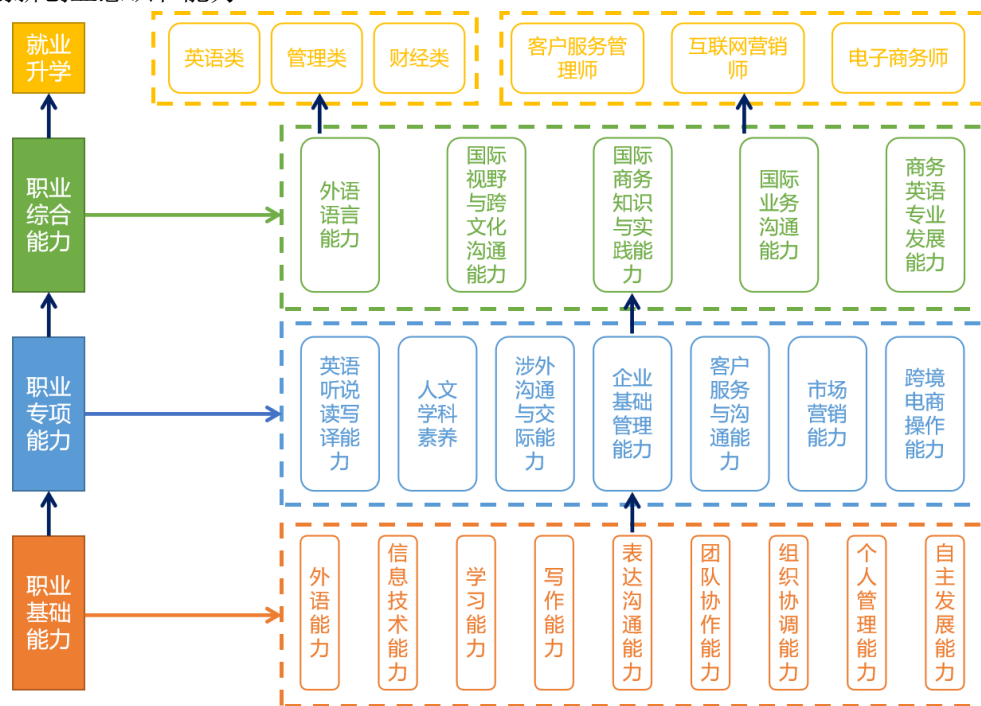 就业
升学
英语类
管理类
财经类
客户服务管
理师
互联网营销
师
电子商务师
职业
综合
能力
外语
语言
能力
国际
视野
与跨
文化
沟通
能力
国际
商务
知识
与实
践能
力
国际
业务
沟通
能力
商务
英语
专业
发展
能力
职业
专项
能力
英语
听说
读写
译能
力
人文
学科
素养
涉外
沟通
与交
际能
力
企业
基础
管理
能力
客户
服务
与沟
通能
力
市场
营销
能力
跨境
电商
操作
能力
职业
基础
能力
外语能力
信息技术能力
学习能力
写作能力
表达沟通能力
团队协作能力
组织协调能力
个人管理能力
自主发展能力